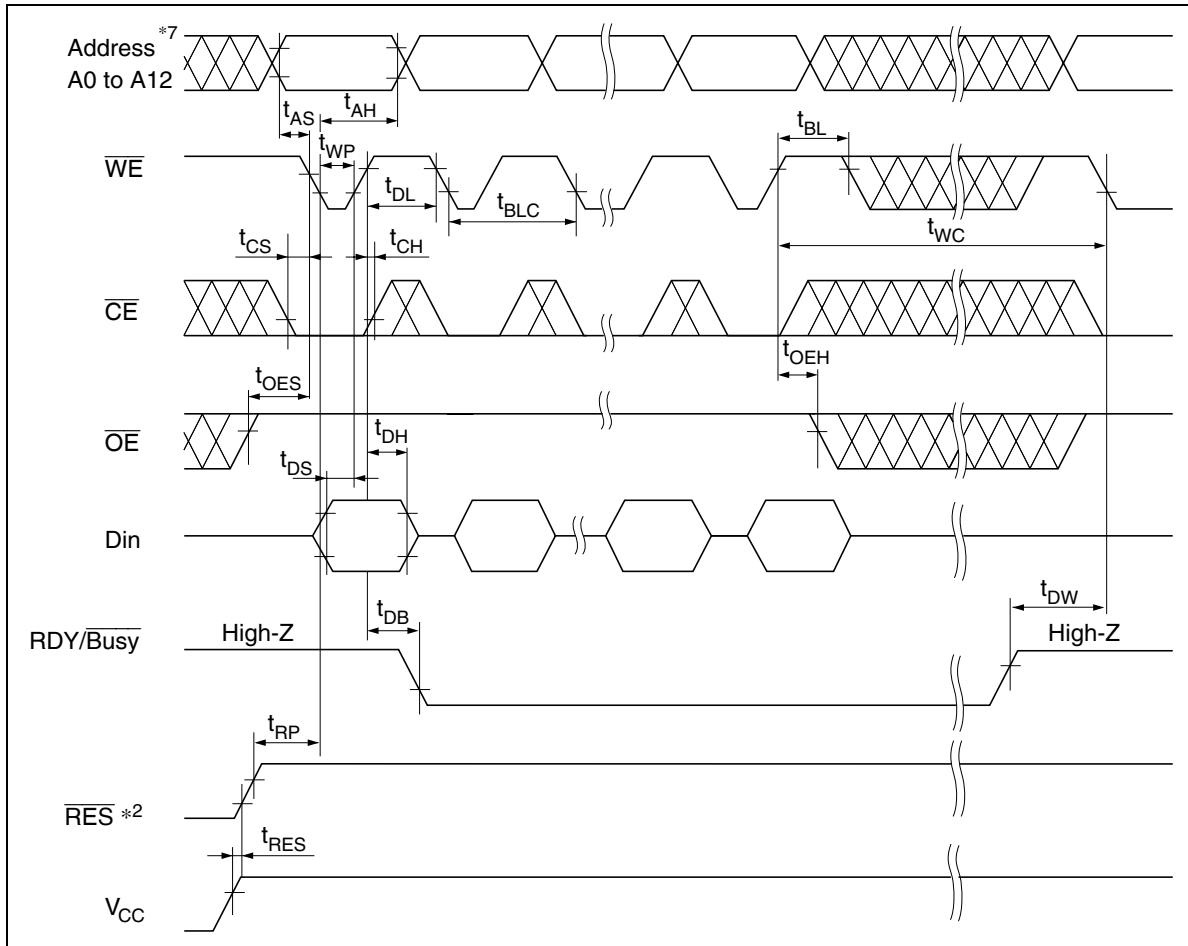 Address *7
A0 to A12
tAS
tAH
tWP
tBL
WE
tDL
tBLC
tWC
tCS
tCH
CE
tOEH
tOES
OE
tDH
tDS
Din
tDW
tDB
High-Z
High-Z
RDY/Busy
tRP
RES *2
tRES
VCC